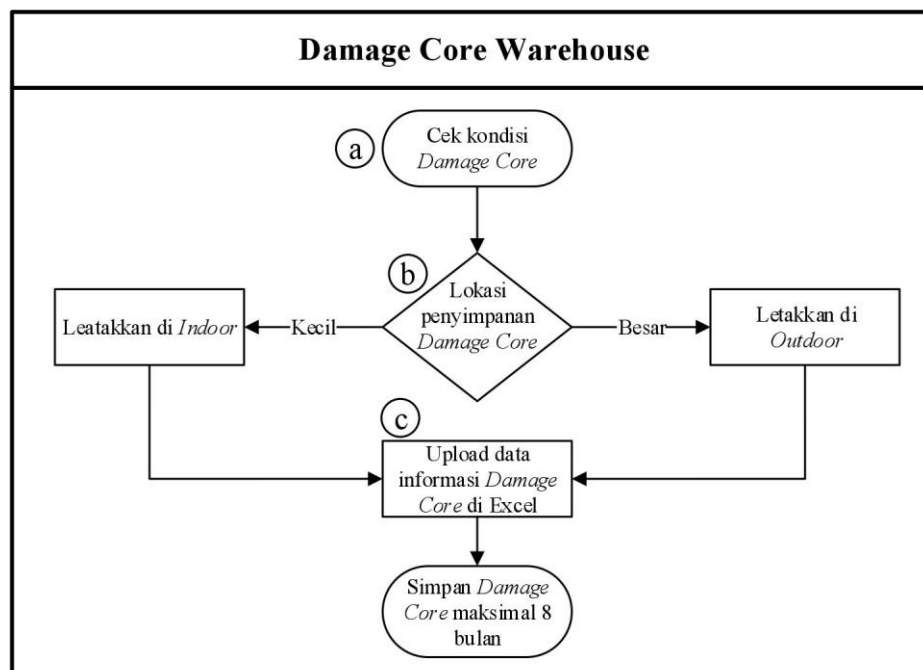 Damage Core Warehouse
a
Cek kondisi
Damage Core
b
Lokasi
penyimpanan
Damage Core
Leatakkan di Indoor
Kecil
Besar
Letakkan di
Outdoor
c
Upload data
informasi Damage
Core di Excel
Simpan Damage
Core maksimal 8
bulan